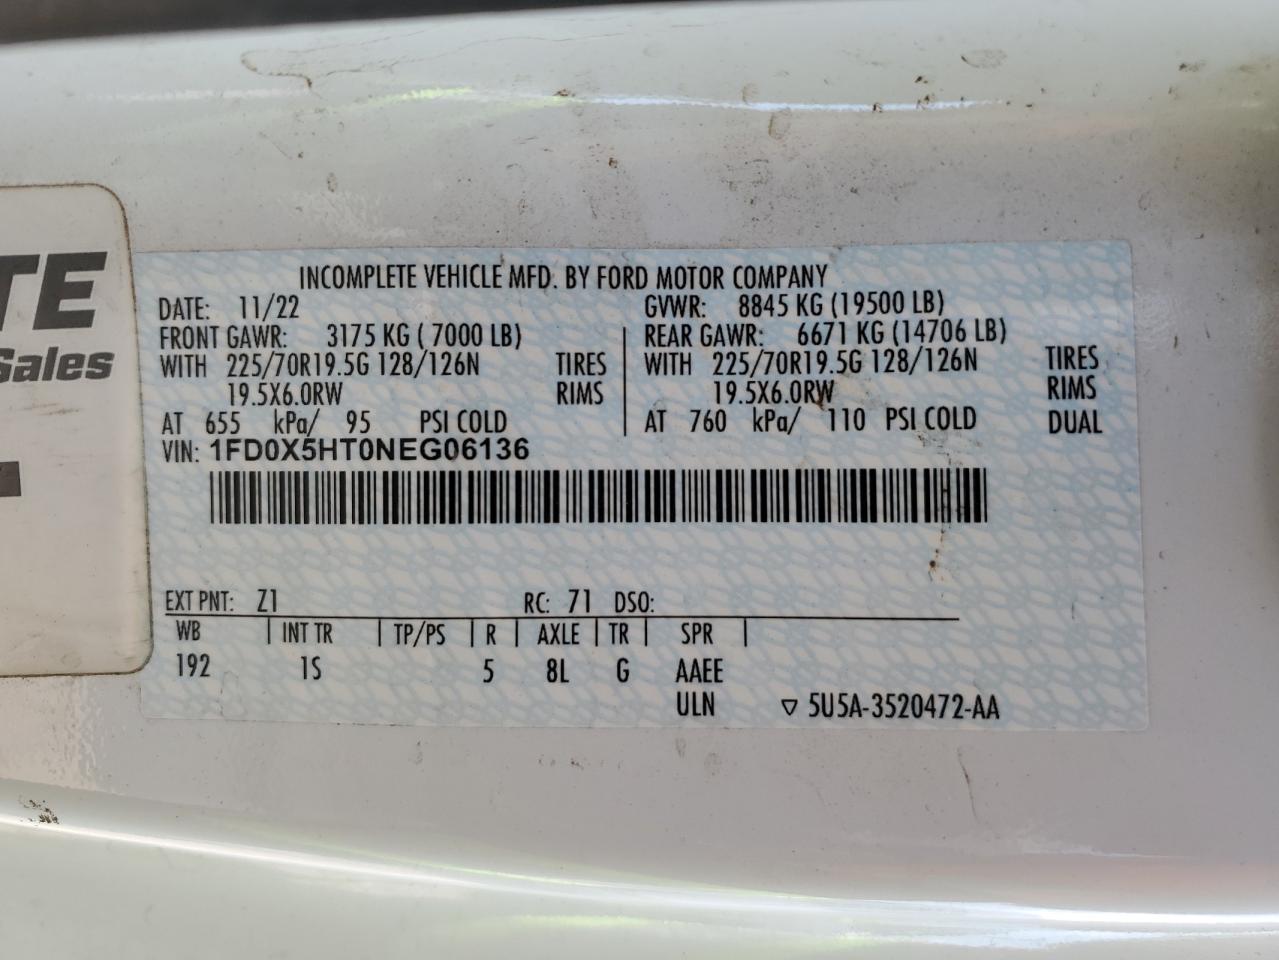 TE
Sales
INCOMPLETE VEHICLE MFD. BY FORD MOTOR COMPANY
DATE: 11/22 GVWR: 8845 KG (19500 LB)
FRONT GAWR: 3175 KG ( 7000 LB) REAR GAWR: 6671 KG (14706 LB)
WITH 225/70R19.5G 128/126N TIRES WITH 225/70R19.5G 128/126N TIRES
19.5X6.0RW RIMS 19.5X6.0RW RIMS
AT 655 kPa/ 95 PSI COLD AT 760 kPa/ 110 PSI COLD DUAL
VIN: 1FD0X5HT0NEG06136
EXT PNT: Z1 RC: 71 DSO:
WB INT TR TP/PS R AXLE TR SPR
192 1S 5 8L G AAEE
ULN ▽ 5U5A-3520472-AA